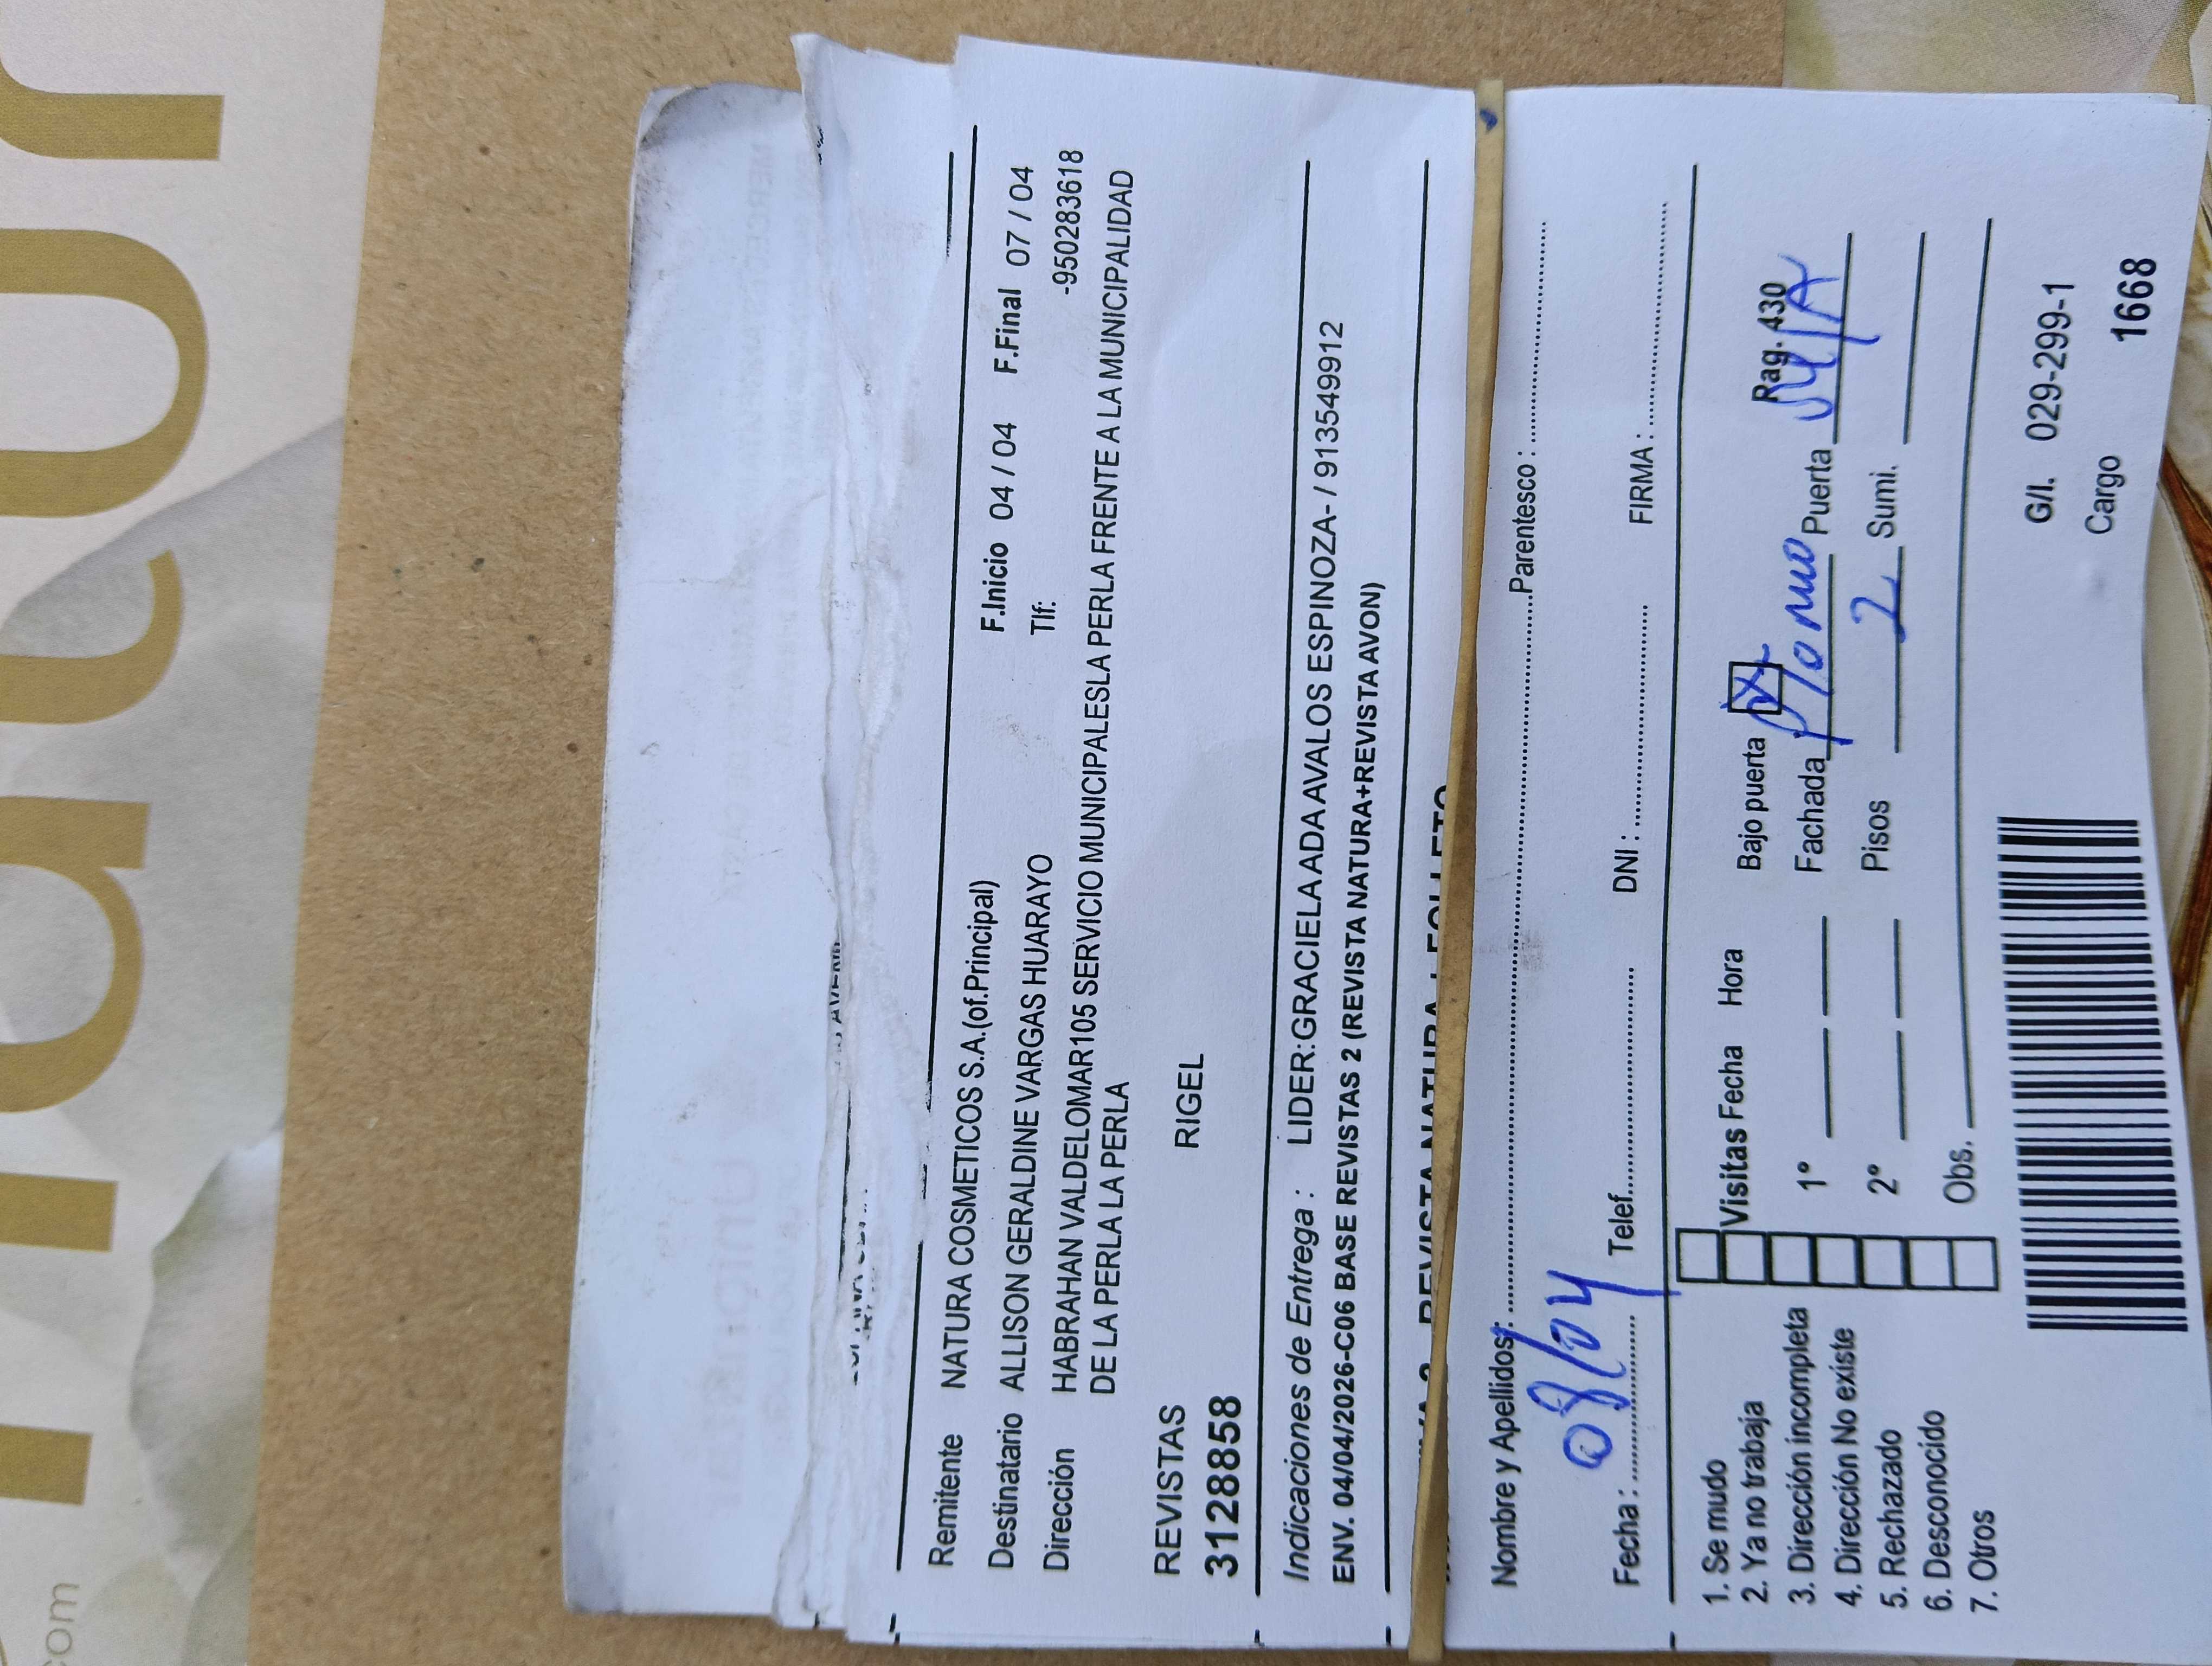 natur
com
Remitente NATURA COSMETICOS S.A.(of.Principal)
Destinatario ALLISON GERALDINE VARGAS HUARAYO F.Inicio 04 / 04 F.Final 07 / 04
Tlf: -950283618
Dirección HABRAHAN VALDELOMAR105 SERVICIO MUNICIPALESLA PERLA FRENTE A LA MUNICIPALIDAD
DE LA PERLA LA PERLA
REVISTAS RIGEL
3128858
Indicaciones de Entrega : LIDER:GRACIELA ADA AVALOS ESPINOZA- / 913549912
ENV. 04/04/2026-C06 BASE REVISTAS 2 (REVISTA NATURA+REVISTA AVON)
Nombre y Apellidos: Parentesco :
Fecha : 08/04 Telef. DNI : FIRMA :
1. Se mudo
2. Ya no trabaja
3. Dirección incompleta
4. Dirección No existe
5. Rechazado
6. Desconocido
7. Otros
Visitas Fecha Hora Bajo puerta Rag. 430
1° Fachada plomo Puerta
2° Pisos 2 Sumi.
Obs.
G/I. 029-299-1
Cargo 1668